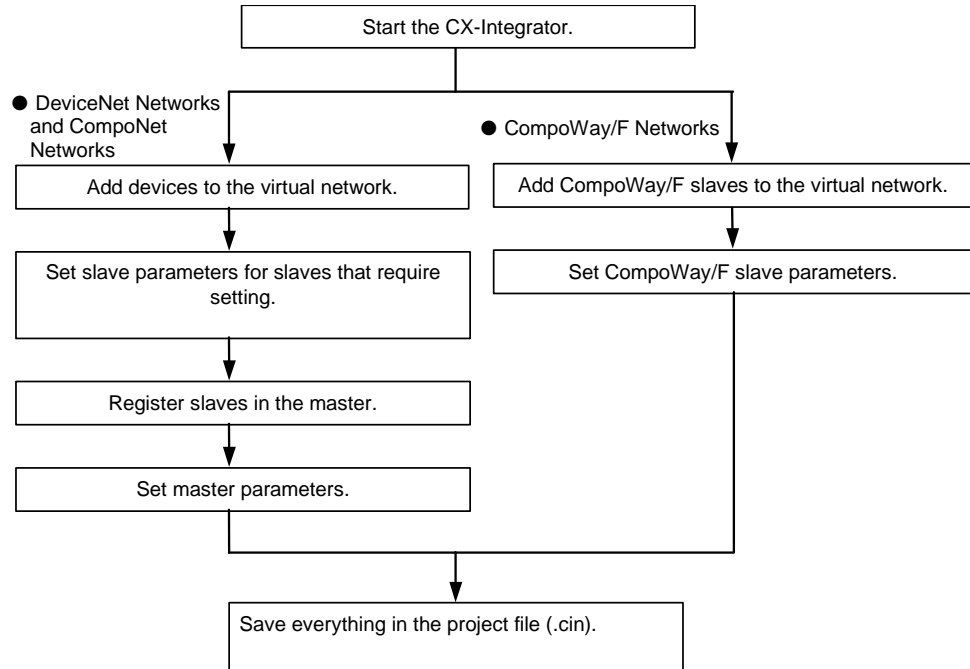 Start the CX-Integrator.
● DeviceNet Networks
and CompoNet
Networks
Add devices to the virtual network.
Set slave parameters for slaves that require
setting.
Register slaves in the master.
Set master parameters.
● CompoWay/F Networks
Add CompoWay/F slaves to the virtual network.
Set CompoWay/F slave parameters.
Save everything in the project file (.cin).